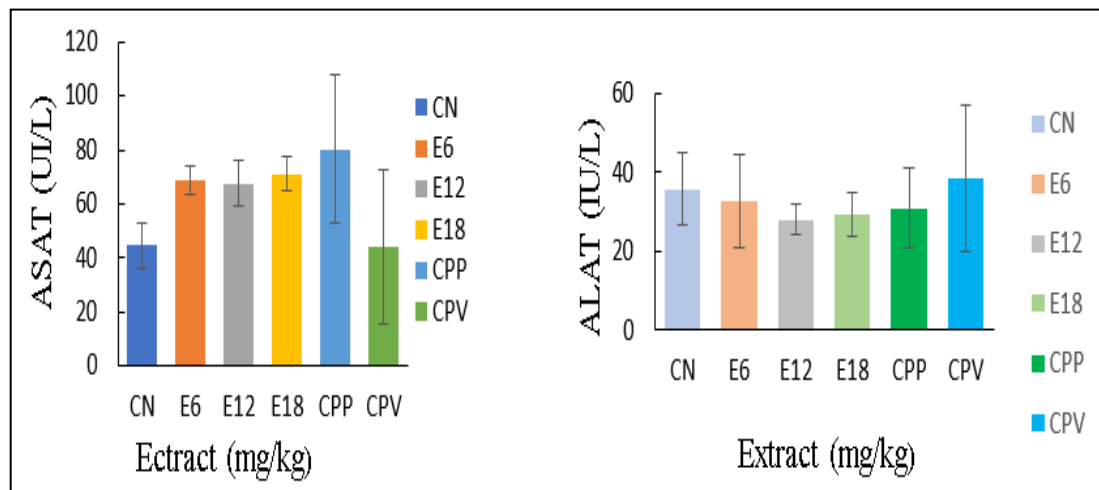 ASAT (UI/L)
120
100
80
60
40
20
0
CN E6 E12 E18 CPP CPV
Ectract (mg/kg)
CN
E6
E12
E18
CPP
CPV
ALAT (IU/L)
60
40
20
0
CN E6 E12 E18 CPP CPV
Extract (mg/kg)
CN
E6
E12
E18
CPP
CPV